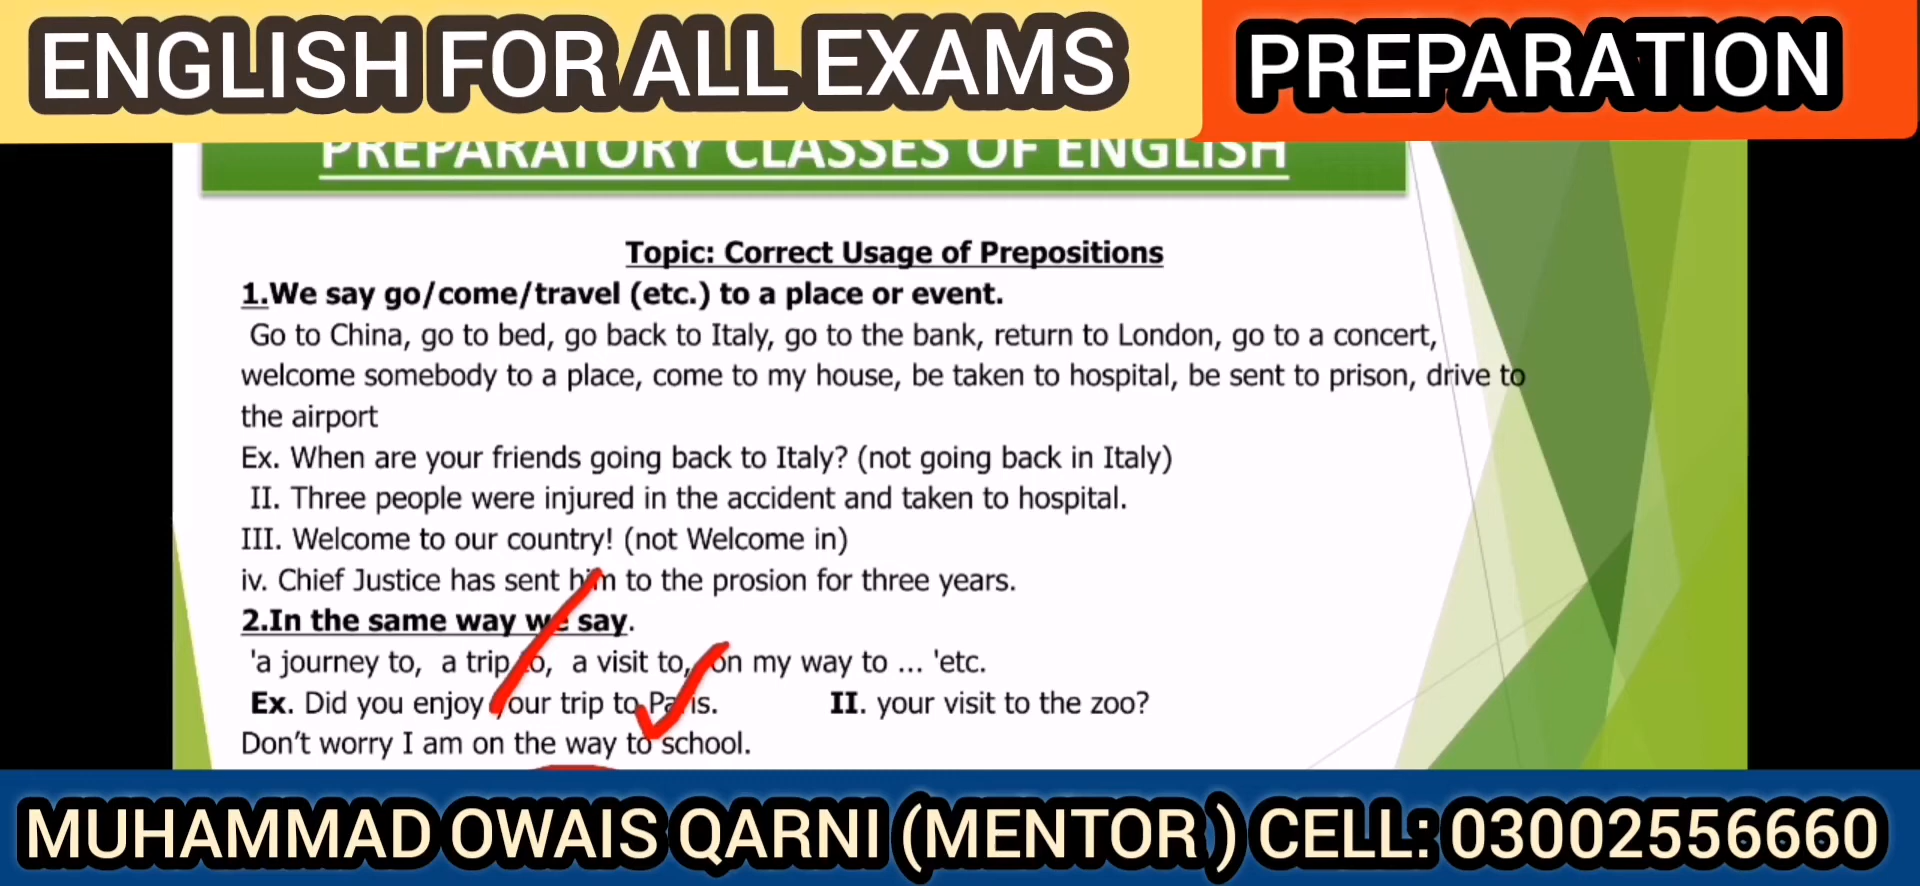 ENGLISH FOR ALL EXAMS PREPARATION
PREPARATORY CLASSES OF ENGLISH
Topic: Correct Usage of Prepositions
1.We say go/come/travel (etc.) to a place or event.
Go to China, go to bed, go back to Italy, go to the bank, return to London, go to a concert,
welcome somebody to a place, come to my house, be taken to hospital, be sent to prison, drive to
the airport
Ex. When are your friends going back to Italy? (not going back in Italy)
II. Three people were injured in the accident and taken to hospital.
III. Welcome to our country! (not Welcome in)
iv. Chief Justice has sent him to the prosion for three years.
2.In the same way we say.
'a journey to, a trip to, a visit to, on my way to ... 'etc.
Ex. Did you enjoy your trip to Paris. II. your visit to the zoo?
Don't worry I am on the way to school.
MUHAMMAD OWAIS QARNI (MENTOR ) CELL: 03002556660